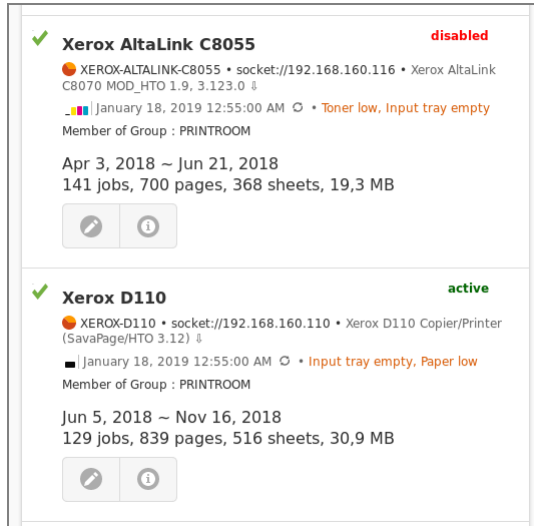 disabled
Xerox AltaLink C8055
XEROX-ALTALINK-C8055 • socket://192.168.160.116 • Xerox AltaLink
C8070 MOD_HTO 1.9, 3.123.0 ⇩
January 18, 2019 12:55:00 AM • Toner low, Input tray empty
Member of Group : PRINTROOM
Apr 3, 2018 ~ Jun 21, 2018
141 jobs, 700 pages, 368 sheets, 19,3 MB
active
Xerox D110
XEROX-D110 • socket://192.168.160.110 • Xerox D110 Copier/Printer
(SavaPage/HTO 3.12) ⇩
January 18, 2019 12:55:00 AM • Input tray empty, Paper low
Member of Group : PRINTROOM
Jun 5, 2018 ~ Nov 16, 2018
129 jobs, 839 pages, 516 sheets, 30,9 MB